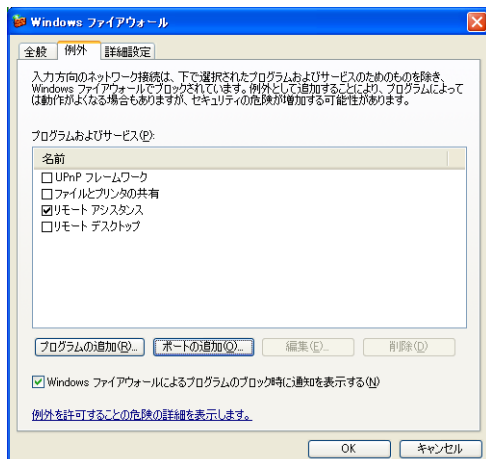 Windows ファイアウォール
全般 例外 詳細設定
入力方向のネットワーク接続は、下で選択されたプログラムおよびサービスのためのものを除き、
Windows ファイアウォールでブロックされています。例外として追加することにより、プログラムによって
は動作がよくなる場合もありますが、セキュリティの危険が増加する可能性があります。
プログラムおよびサービス(P):
名前
UPnP フレームワーク
ファイルとプリンタの共有
リモート アシスタンス
リモート デスクトップ
プログラムの追加(R)... ポートの追加(O)... 編集(E)... 削除(D)
Windows ファイアウォールによるプログラムのブロック時に通知を表示する(N)
例外を許可することの危険の詳細を表示します。
OK キャンセル